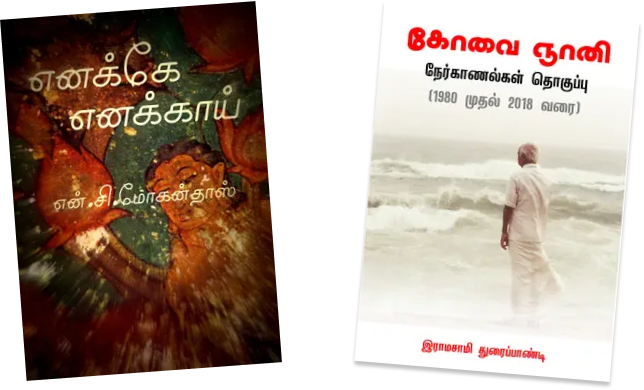 எனக்கே
எனக்காய்
என்.சி.மோகன்தாஸ்
கோவை ஞானி
நேர்காணல்கள் தொகுப்பு
(1980 முதல் 2018 வரை)
இராமசாமி துரைப்பாண்டி